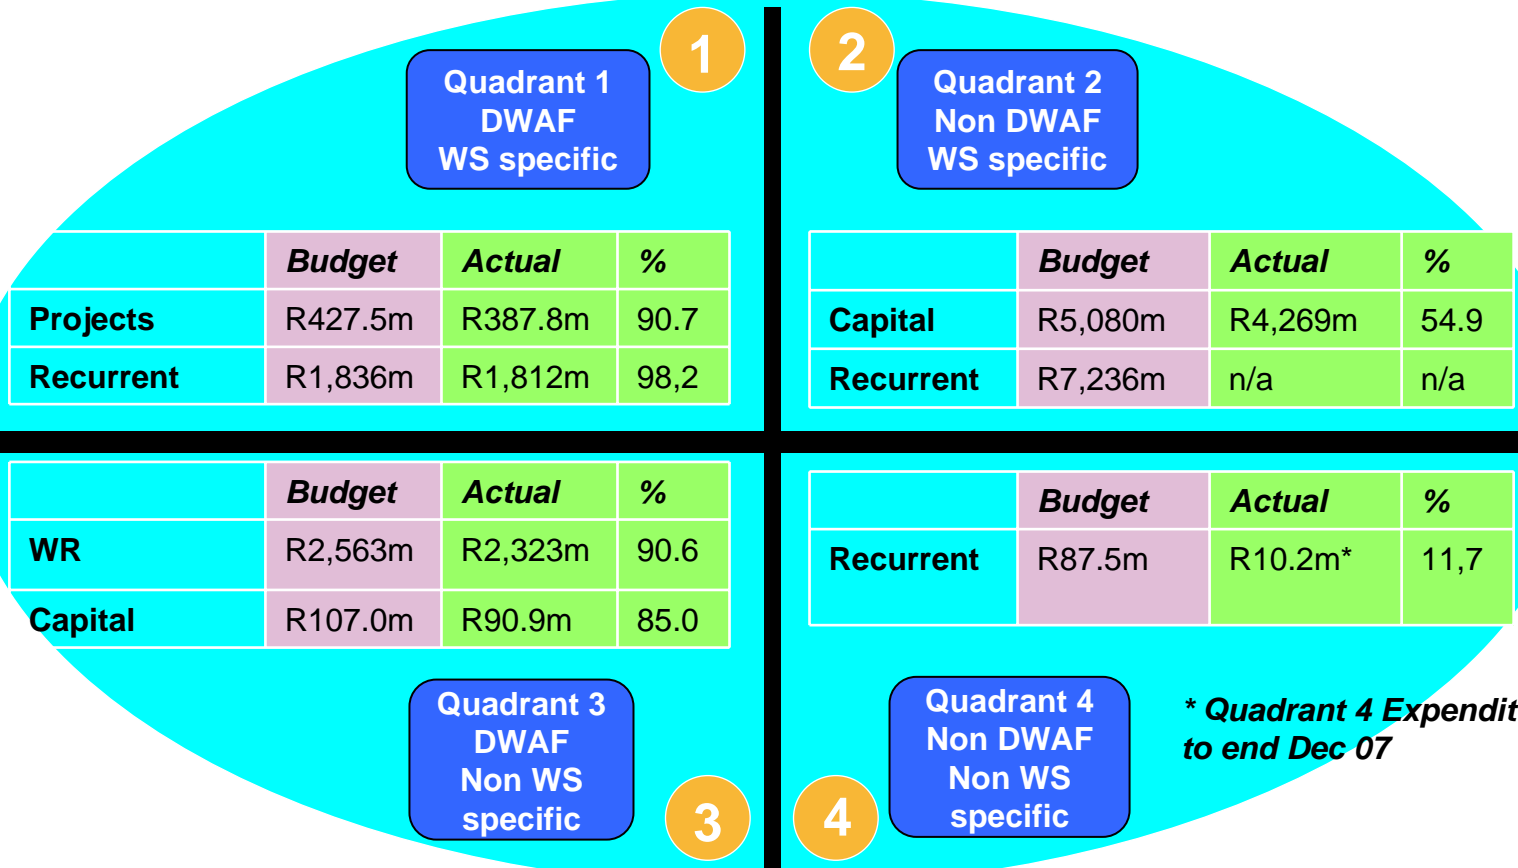 1
Quadrant 1
DWAF
WS specific
Budget Actual %
Projects R427.5m R387.8m 90.7
Recurrent R1,836m R1,812m 98,2
2
Quadrant 2
Non DWAF
WS specific
Budget Actual %
Capital R5,080m R4,269m 54.9
Recurrent R7,236m n/a n/a
Budget Actual %
WR R2,563m R2,323m 90.6
Capital R107.0m R90.9m 85.0
Quadrant 3
DWAF
Non WS
specific
3
Budget Actual %
Recurrent R87.5m R10.2m* 11,7
Quadrant 4
Non DWAF
Non WS
specific
4
* Quadrant 4 Expendit
to end Dec 07